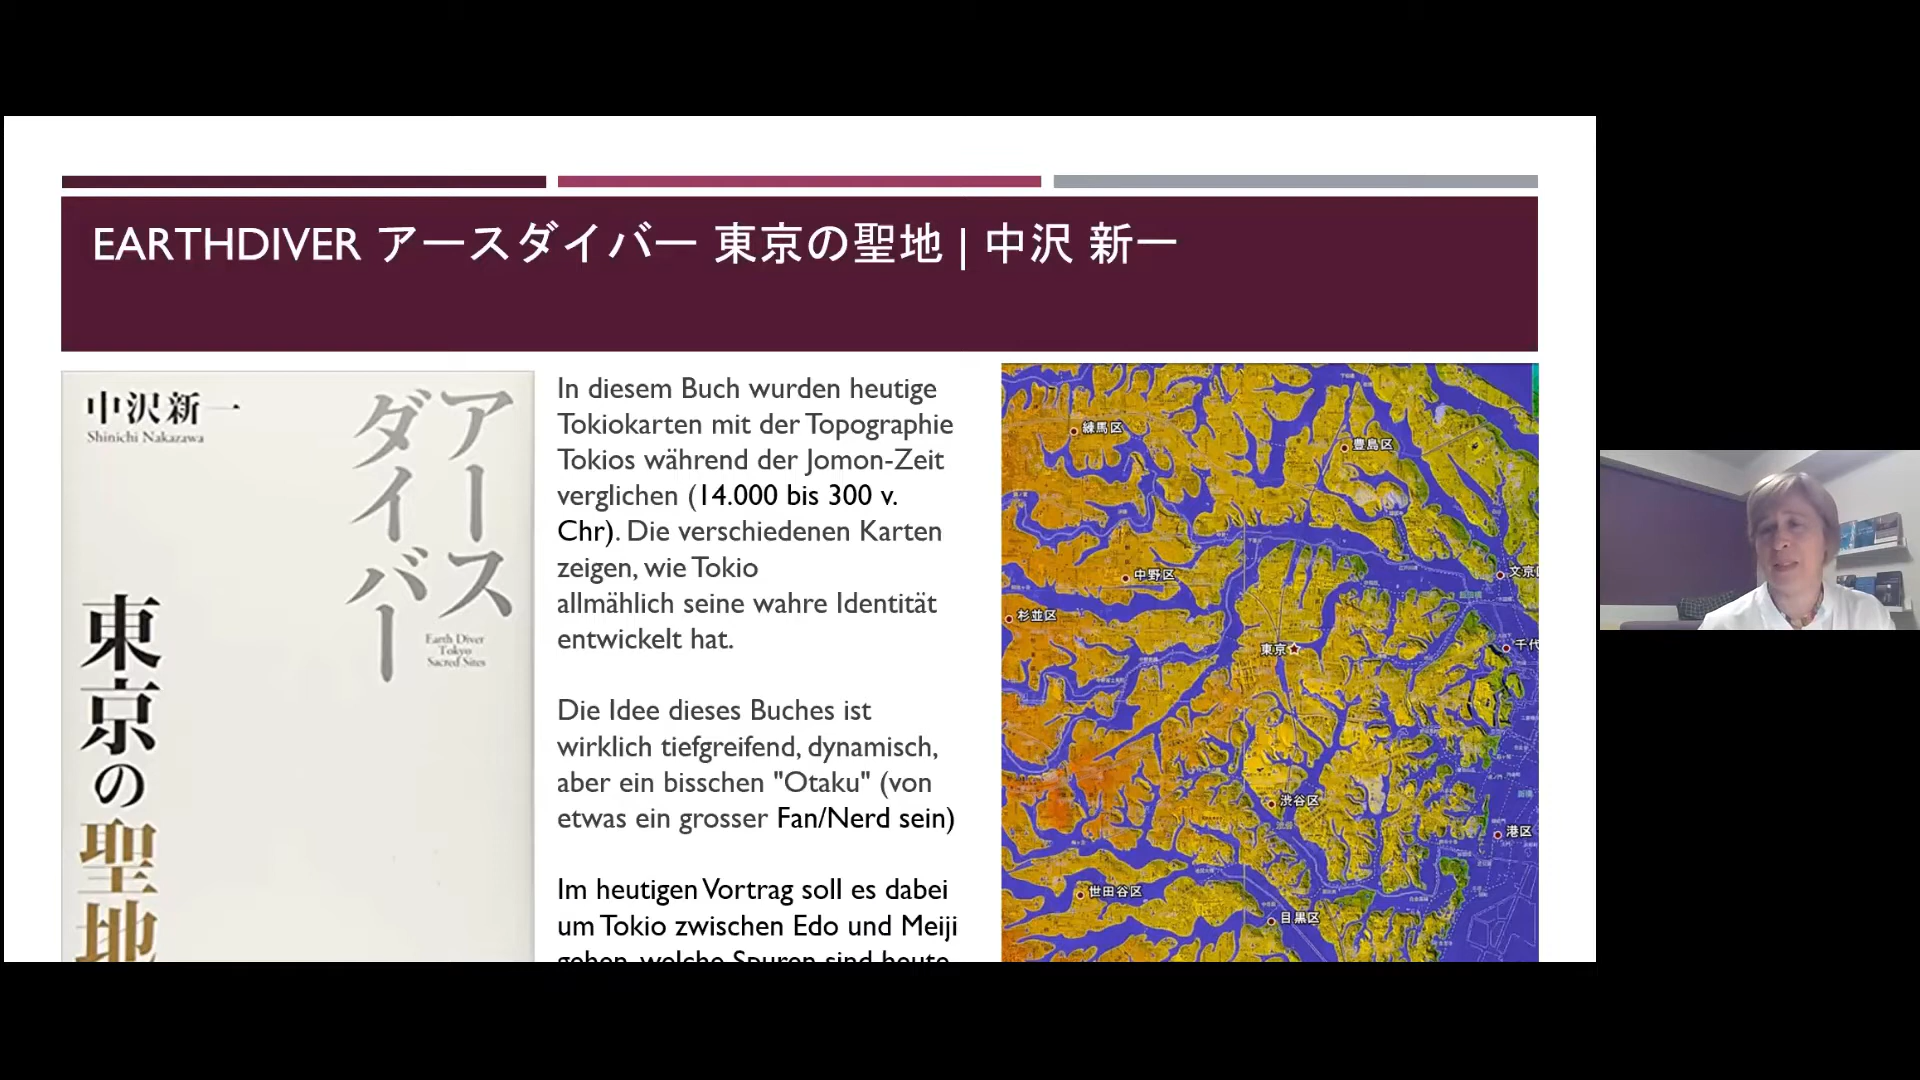 EARTHDIVER アースダイバー 東京の聖地 | 中沢 新一
中沢新一
Shinichi Nakazawa
アース
ダイバー
Earth Diver
Tokyo
Sacred Sites
東京の聖地
In diesem Buch wurden heutige
Tokiokarten mit der Topographie
Tokios während der Jomon-Zeit
verglichen (14.000 bis 300 v.
Chr). Die verschiedenen Karten
zeigen, wie Tokio
allmählich seine wahre Identität
entwickelt hat.
Die Idee dieses Buches ist
wirklich tiefgreifend, dynamisch,
aber ein bisschen "Otaku" (von
etwas ein grosser Fan/Nerd sein)
Im heutigen Vortrag soll es dabei
um Tokio zwischen Edo und Meiji
gehen, welche Spuren sind heute
練馬区
豊島区
中野区
文京
杉並区
東京
千代
渋谷区
港区
世田谷区
目黒区